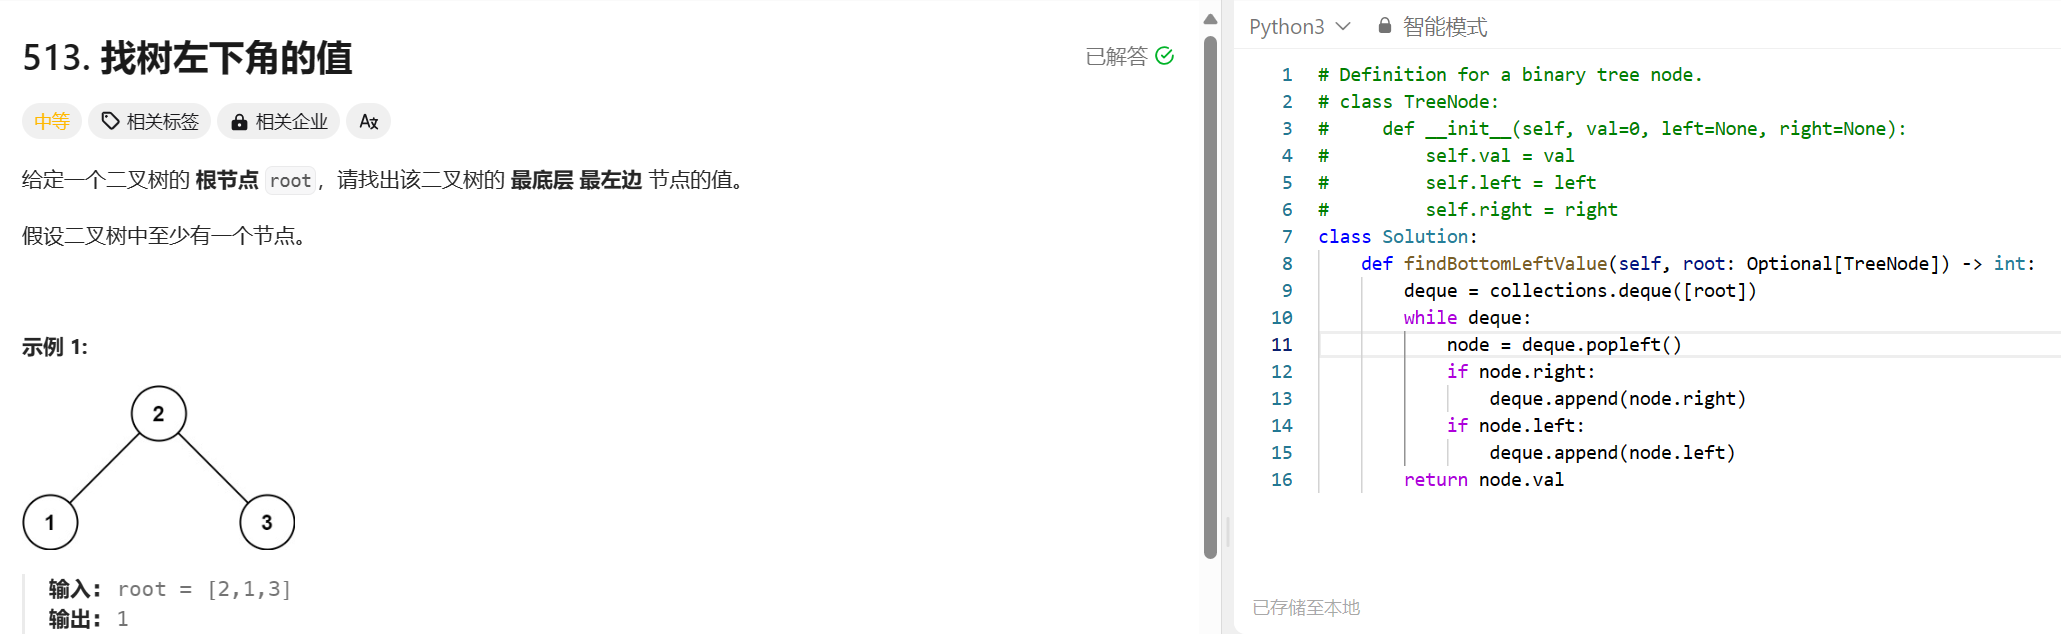 513. 找树左下角的值
已解答
中等
相关标签
相关企业
给定一个二叉树的 根节点 root，请找出该二叉树的 最底层 最左边 节点的值。
假设二叉树中至少有一个节点。
示例 1:
2
1
3
输入: root = [2,1,3]
输出: 1
Python3
智能模式
1 # Definition for a binary tree node.
2 # class TreeNode:
3 #     def __init__(self, val=0, left=None, right=None):
4 #         self.val = val
5 #         self.left = left
6 #         self.right = right
7 class Solution:
8     def findBottomLeftValue(self, root: Optional[TreeNode]) -> int:
9         deque = collections.deque([root])
10         while deque:
11             node = deque.popleft()
12             if node.right:
13                 deque.append(node.right)
14             if node.left:
15                 deque.append(node.left)
16         return node.val
已存储至本地